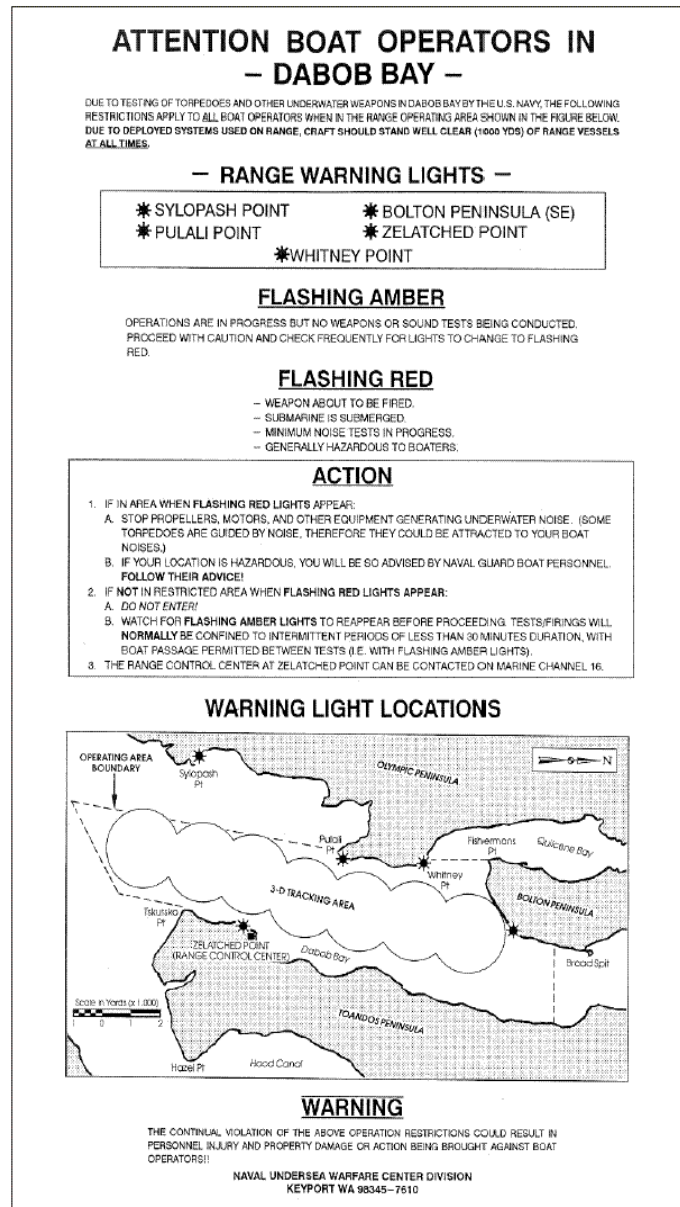 ATTENTION BOAT OPERATORS IN
– DABOB BAY –
DUE TO TESTING OF TORPEDOES AND OTHER UNDERWATER WEAPONS IN DABOB BAY BY THE U.S. NAVY, THE FOLLOWING
RESTRICTIONS APPLY TO ALL BOAT OPERATORS WHEN IN THE RANGE OPERATING AREA SHOWN IN THE FIGURE BELOW.
DUE TO DEPLOYED SYSTEMS USED ON RANGE, CRAFT SHOULD STAND WELL CLEAR (1000 YDS) OF RANGE VESSELS
AT ALL TIMES.
– RANGE WARNING LIGHTS –
SYLOPASH POINT BOLTON PENINSULA (SE)
PULALI POINT ZELATCHED POINT
WHITNEY POINT
FLASHING AMBER
OPERATIONS ARE IN PROGRESS BUT NO WEAPONS OR SOUND TESTS BEING CONDUCTED.
PROCEED WITH CAUTION AND CHECK FREQUENTLY FOR LIGHTS TO CHANGE TO FLASHING
RED.
FLASHING RED
– WEAPON ABOUT TO BE FIRED.
– SUBMARINE IS SUBMERGED.
– MINIMUM NOISE TESTS IN PROGRESS.
– GENERALLY HAZARDOUS TO BOATERS.
ACTION
1. IF IN AREA WHEN FLASHING RED LIGHTS APPEAR:
A. STOP PROPELLERS, MOTORS, AND OTHER EQUIPMENT GENERATING UNDERWATER NOISE. (SOME
TORPEDOES ARE GUIDED BY NOISE, THEREFORE THEY COULD BE ATTRACTED TO YOUR BOAT
NOISES.)
B. IF YOUR LOCATION IS HAZARDOUS, YOU WILL BE SO ADVISED BY NAVAL GUARD BOAT PERSONNEL.
FOLLOW THEIR ADVICE!
2. IF NOT IN RESTRICTED AREA WHEN FLASHING RED LIGHTS APPEAR:
A. DO NOT ENTER!
B. WATCH FOR FLASHING AMBER LIGHTS TO REAPPEAR BEFORE PROCEEDING. TESTS/FIRINGS WILL
NORMALLY BE CONFINED TO INTERMITTENT PERIODS OF LESS THAN 30 MINUTES DURATION, WITH
BOAT PASSAGE PERMITTED BETWEEN TESTS (I.E. WITH FLASHING AMBER LIGHTS).
3. THE RANGE CONTROL CENTER AT ZELATCHED POINT CAN BE CONTACTED ON MARINE CHANNEL 16.
WARNING LIGHT LOCATIONS
OPERATING AREA
BOUNDARY
Sylopash
Pt
OLYMPIC PENINSULA
S N
Pulali
Pt
Whitney
Pt
Fishermans
Pt
Quilcene Bay
BOLTON PENINSULA
3-D TRACKING AREA
Tskutsko
Pt
ZELATCHED POINT
(RANGE CONTROL CENTER)
Dabob
Bay
Broad Spit
Scale in Yards (x 1,000)
1 0 1 2
TOANDOS PENINSULA
Hazel Pt
Hood Canal
WARNING
THE CONTINUAL VIOLATION OF THE ABOVE OPERATION RESTRICTIONS COULD RESULT IN
PERSONNEL INJURY AND PROPERTY DAMAGE OR ACTION BEING BROUGHT AGAINST BOAT
OPERATORS!!
NAVAL UNDERSEA WARFARE CENTER DIVISION
KEYPORT WA 98345–7610